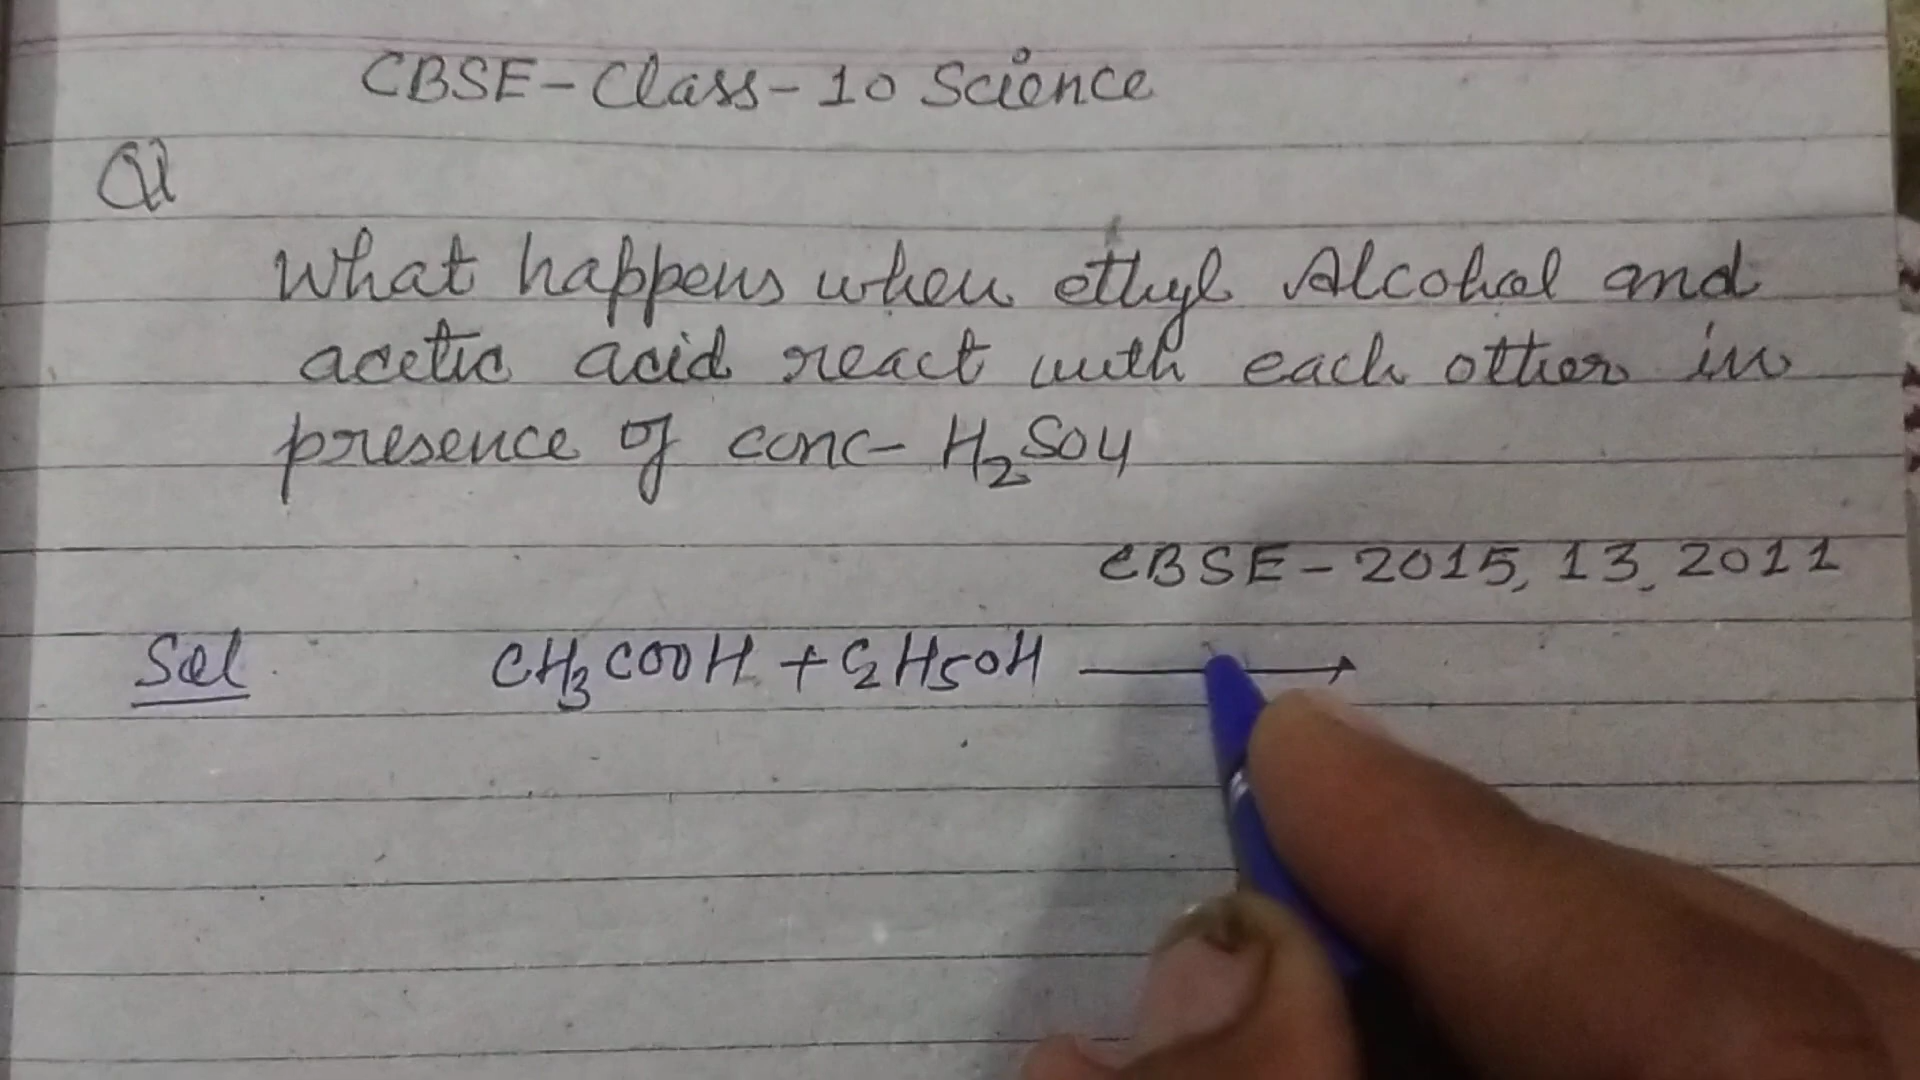 CBSE-Class-10 Science
Q1
What happens when ethyl Alcohol and
acetic acid react with each other in
presence of conc- H₂SO4
CBSE-2015, 13, 2011
Sol CH₃COOH + C₂H5OH ⟶